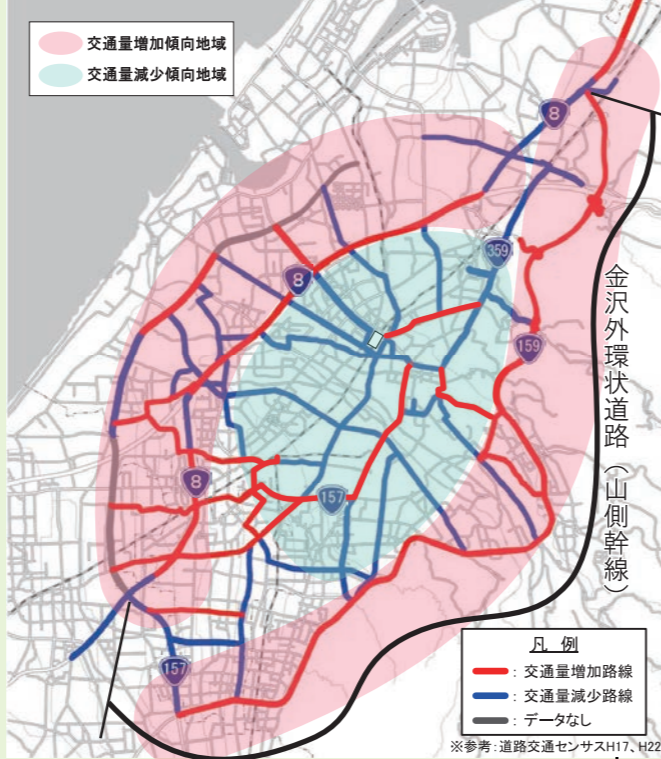 交通量増加傾向地域
交通量減少傾向地域
8
359
8
159
金沢外環状道路(山側幹線)
8
157
157
凡 例
: 交通量増加路線
: 交通量減少路線
: データなし
※参考:道路交通センサスH17、H22